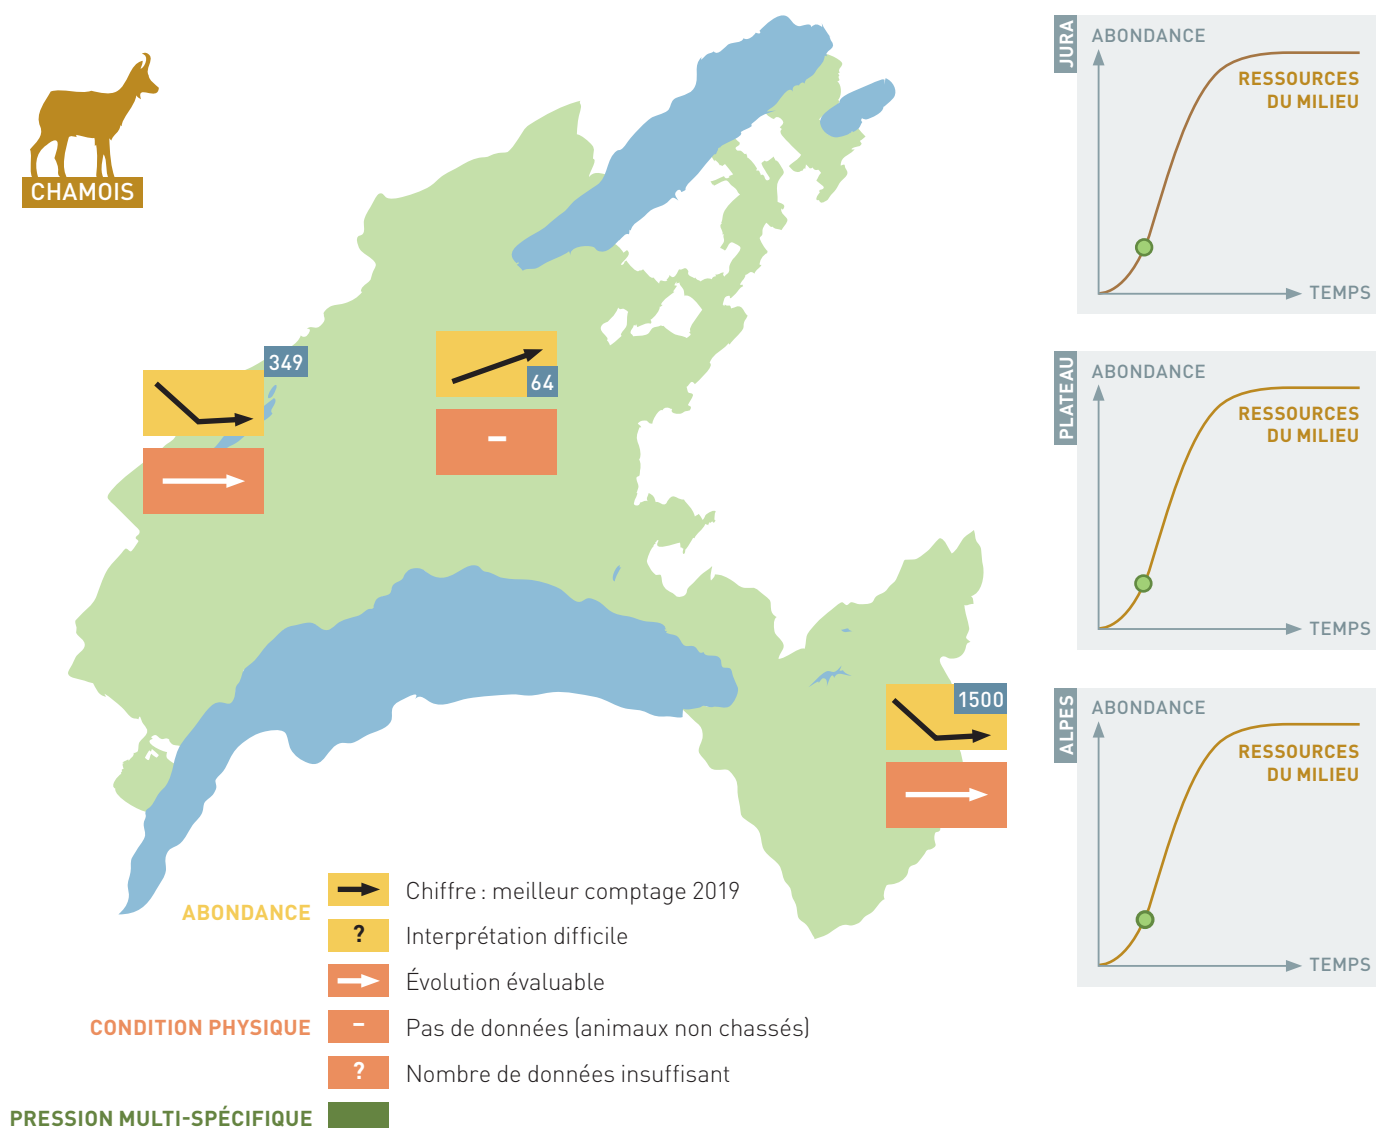 CHAMOIS
349
64
1500
JURA
ABONDANCE
RESSOURCES
DU MILIEU
TEMPS
PLATEAU
ABONDANCE
RESSOURCES
DU MILIEU
TEMPS
ALPES
ABONDANCE
RESSOURCES
DU MILIEU
TEMPS
ABONDANCE
Chiffre : meilleur comptage 2019
? Interprétation difficile
CONDITION PHYSIQUE
Évolution évaluable
– Pas de données (animaux non chassés)
? Nombre de données insuffisant
PRESSION MULTI-SPÉCIFIQUE